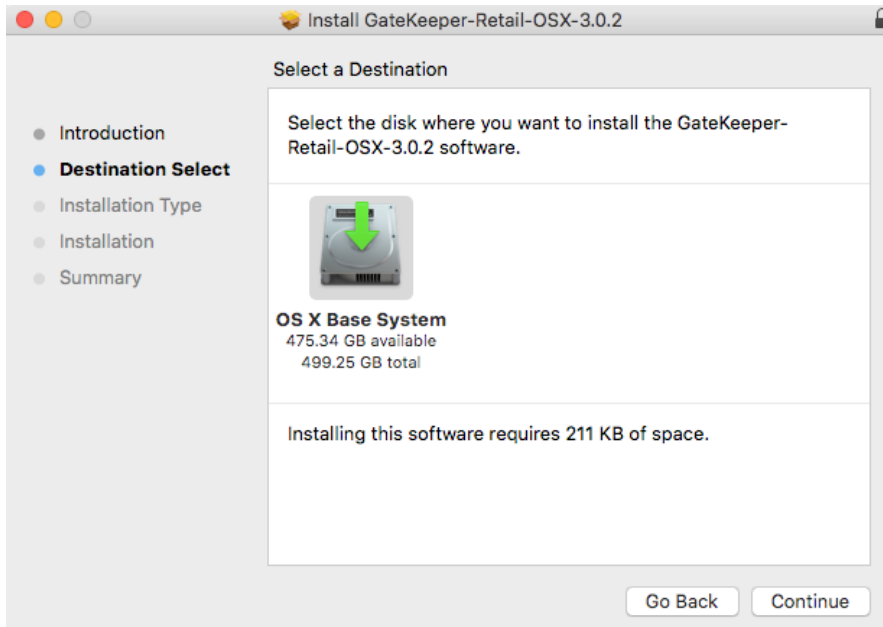 Install GateKeeper-Retail-OSX-3.0.2
Select a Destination
Introduction
Destination Select
Installation Type
Installation
Summary
Select the disk where you want to install the GateKeeper-
Retail-OSX-3.0.2 software.
OS X Base System
475.34 GB available
499.25 GB total
Installing this software requires 211 KB of space.
Go Back
Continue